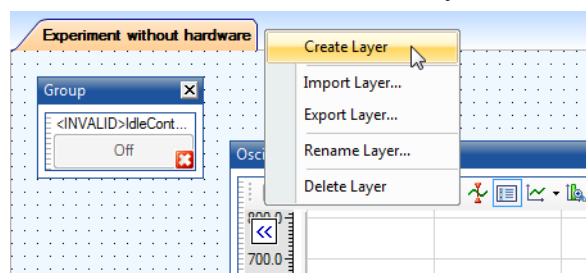 Experiment without hardware
Create Layer
Import Layer...
Export Layer...
Rename Layer...
Delete Layer
Group
<INVALID>IdleCont...
Off
Osci
800.0
700.0